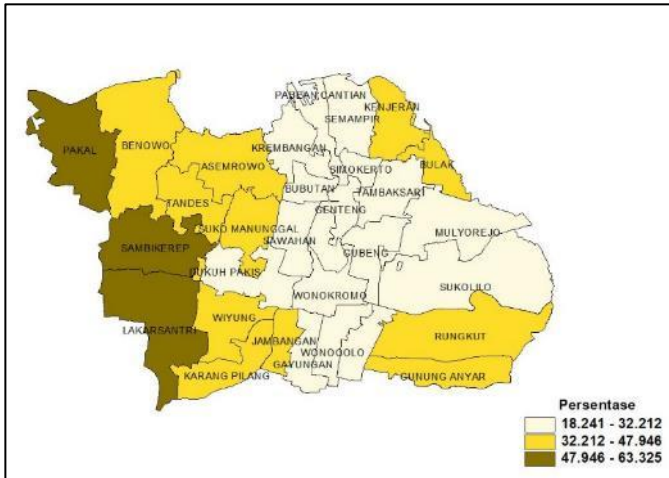 PABEAN CANTIAN
KENJERAN
SEMAMPIR
PAKAL
BENOWO
KREMBANGAN
ASEMROWO
SIMOKERTO
BULAK
BUBUTAN
TAMBAKSARI
TANDES
GENTENG
SUKO MANUNGGAL
MULYOREJO
SAWAHAN
SAMBIKEREP
GUBENG
DUKUH PAKIS
SUKOLILO
WONOKROMO
WIYUNG
LAKARSANTRI
RUNGKUT
JAMBANGAN
WONOCOLO
GAYUNGAN
KARANG PILANG
GUNUNG ANYAR
Persentase
18.241 - 32.212
32.212 - 47.946
47.946 - 63.325